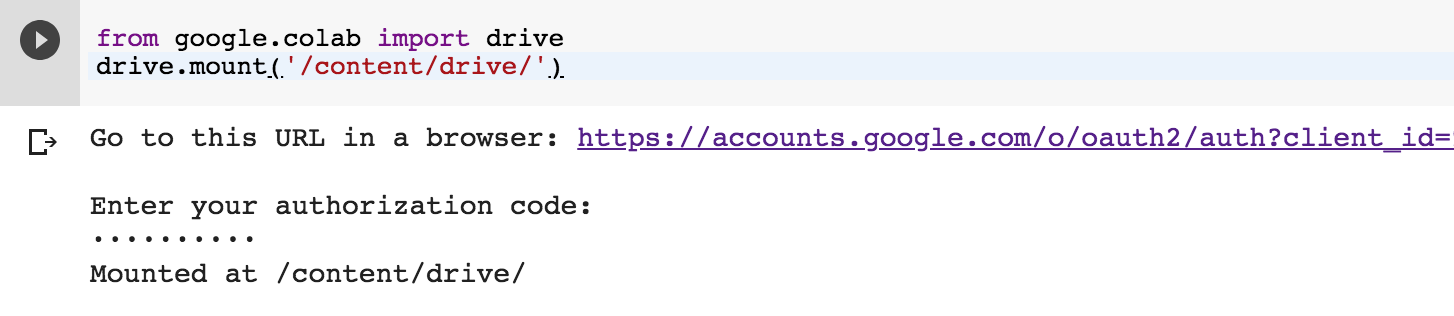 from google.colab import drive
drive.mount('/content/drive/')
Go to this URL in a browser: https://accounts.google.com/o/oauth2/auth?client_id=
Enter your authorization code:
··········
Mounted at /content/drive/